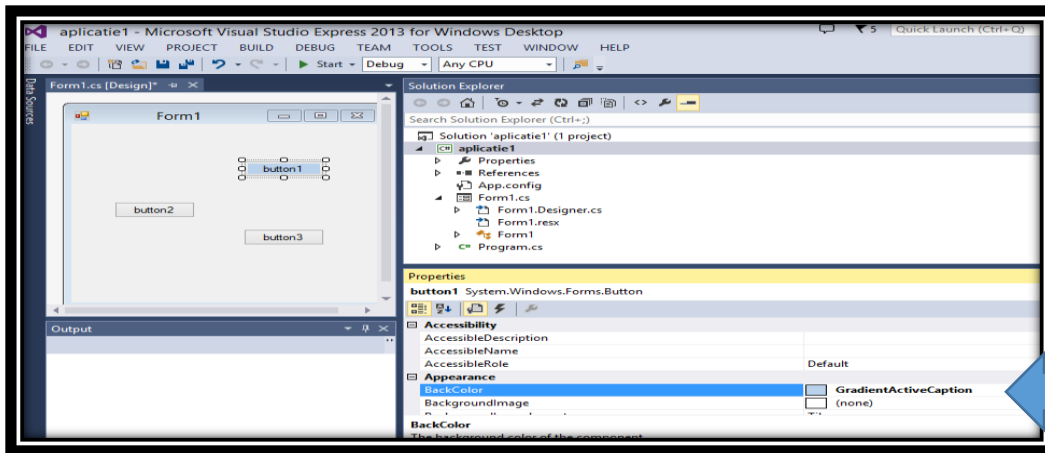 aplicatie1 - Microsoft Visual Studio Express 2013 for Windows Desktop
5 Quick Launch (Ctrl+Q)
FILE EDIT VIEW PROJECT BUILD DEBUG TEAM TOOLS TEST WINDOW HELP
Start Debug Any CPU
Data Sources
Form1.cs [Design]*
Form1
button1
button2
button3
Output
Solution Explorer
Search Solution Explorer (Ctrl+;)
Solution 'aplicatie1' (1 project)
C# aplicatie1
Properties
References
App.config
Form1.cs
Form1.Designer.cs
Form1.resx
Form1
C# Program.cs
Properties
button1 System.Windows.Forms.Button
Accessibility
AccessibleDescription
AccessibleName
AccessibleRole Default
Appearance
BackColor GradientActiveCaption
BackgroundImage (none)
BackColor
The background color of the component